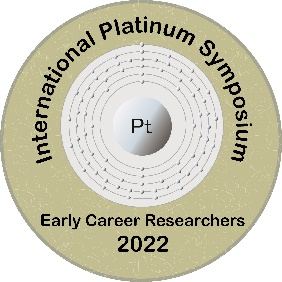 International Platinum Symposium
Pt
Early Career Researchers
2022